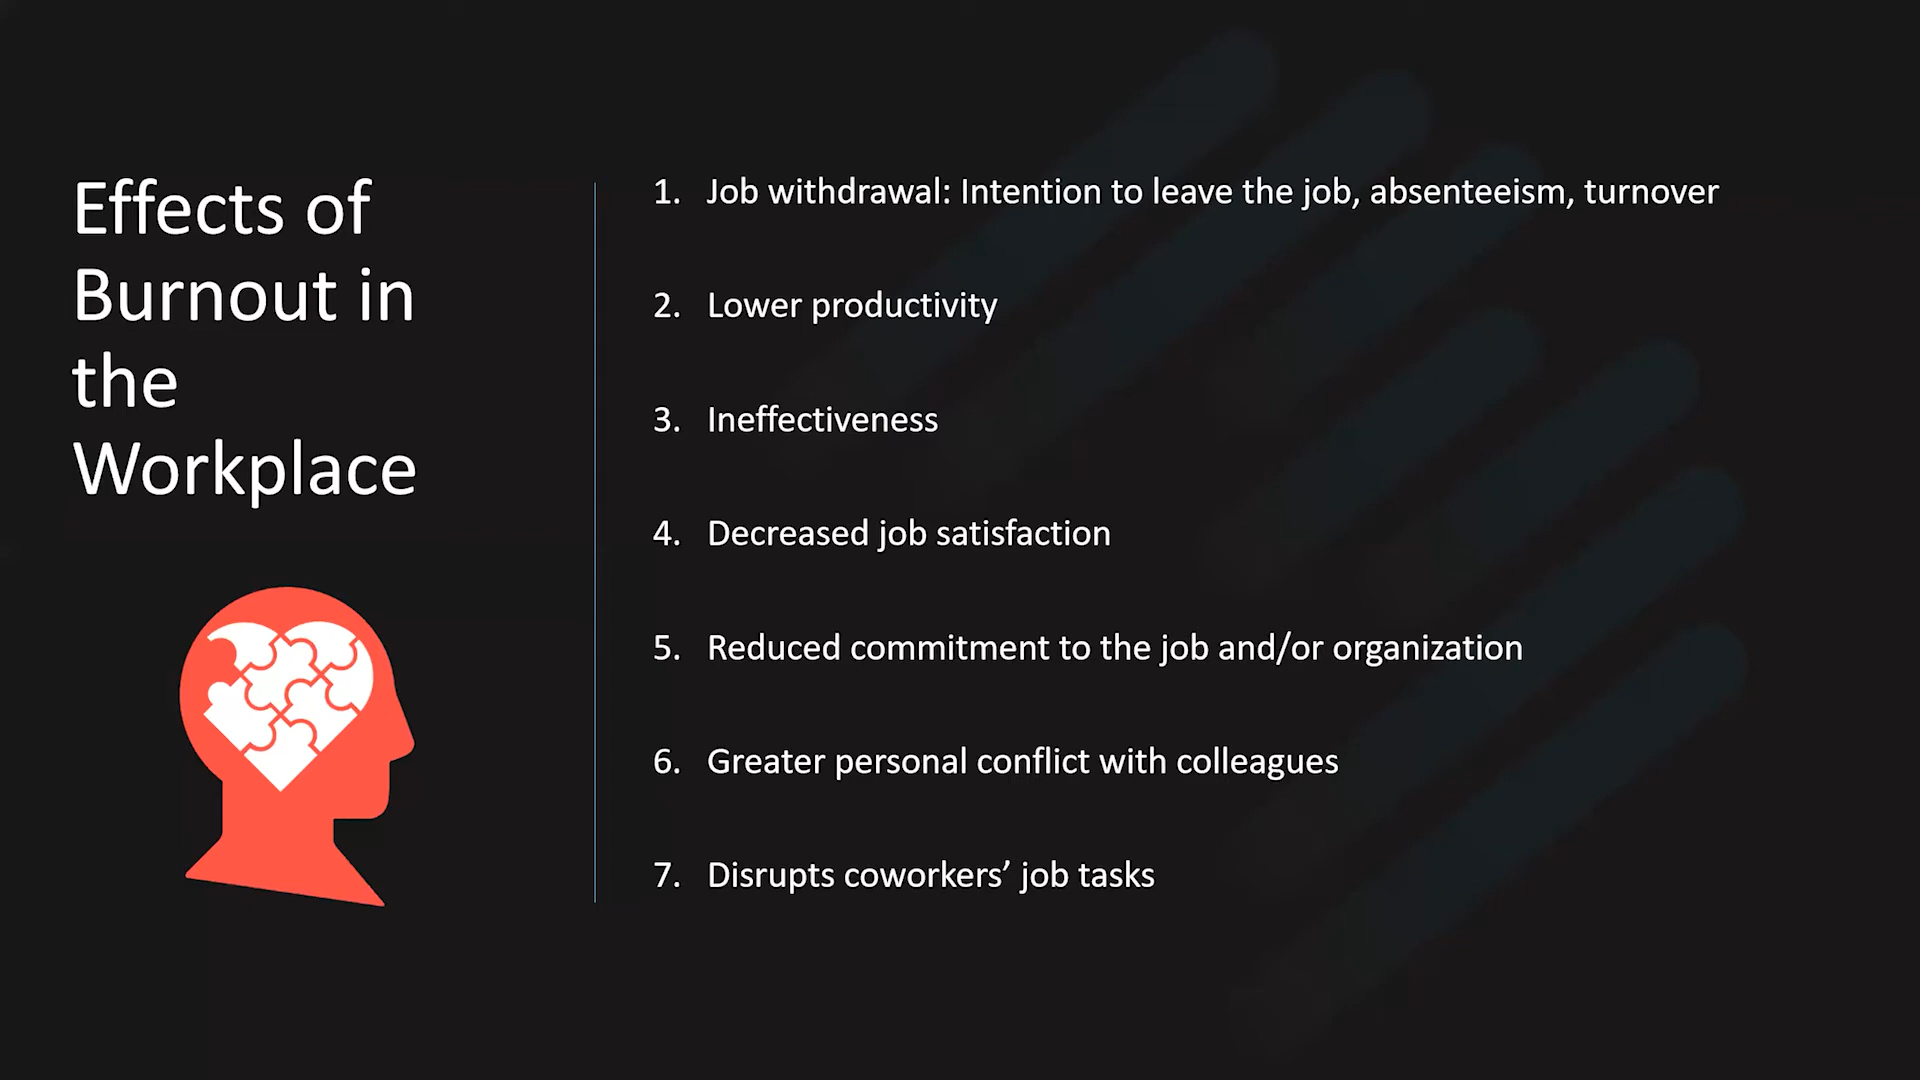 Effects of
Burnout in
the
Workplace
1. Job withdrawal: Intention to leave the job, absenteeism, turnover
2. Lower productivity
3. Ineffectiveness
4. Decreased job satisfaction
5. Reduced commitment to the job and/or organization
6. Greater personal conflict with colleagues
7. Disrupts coworkers’ job tasks